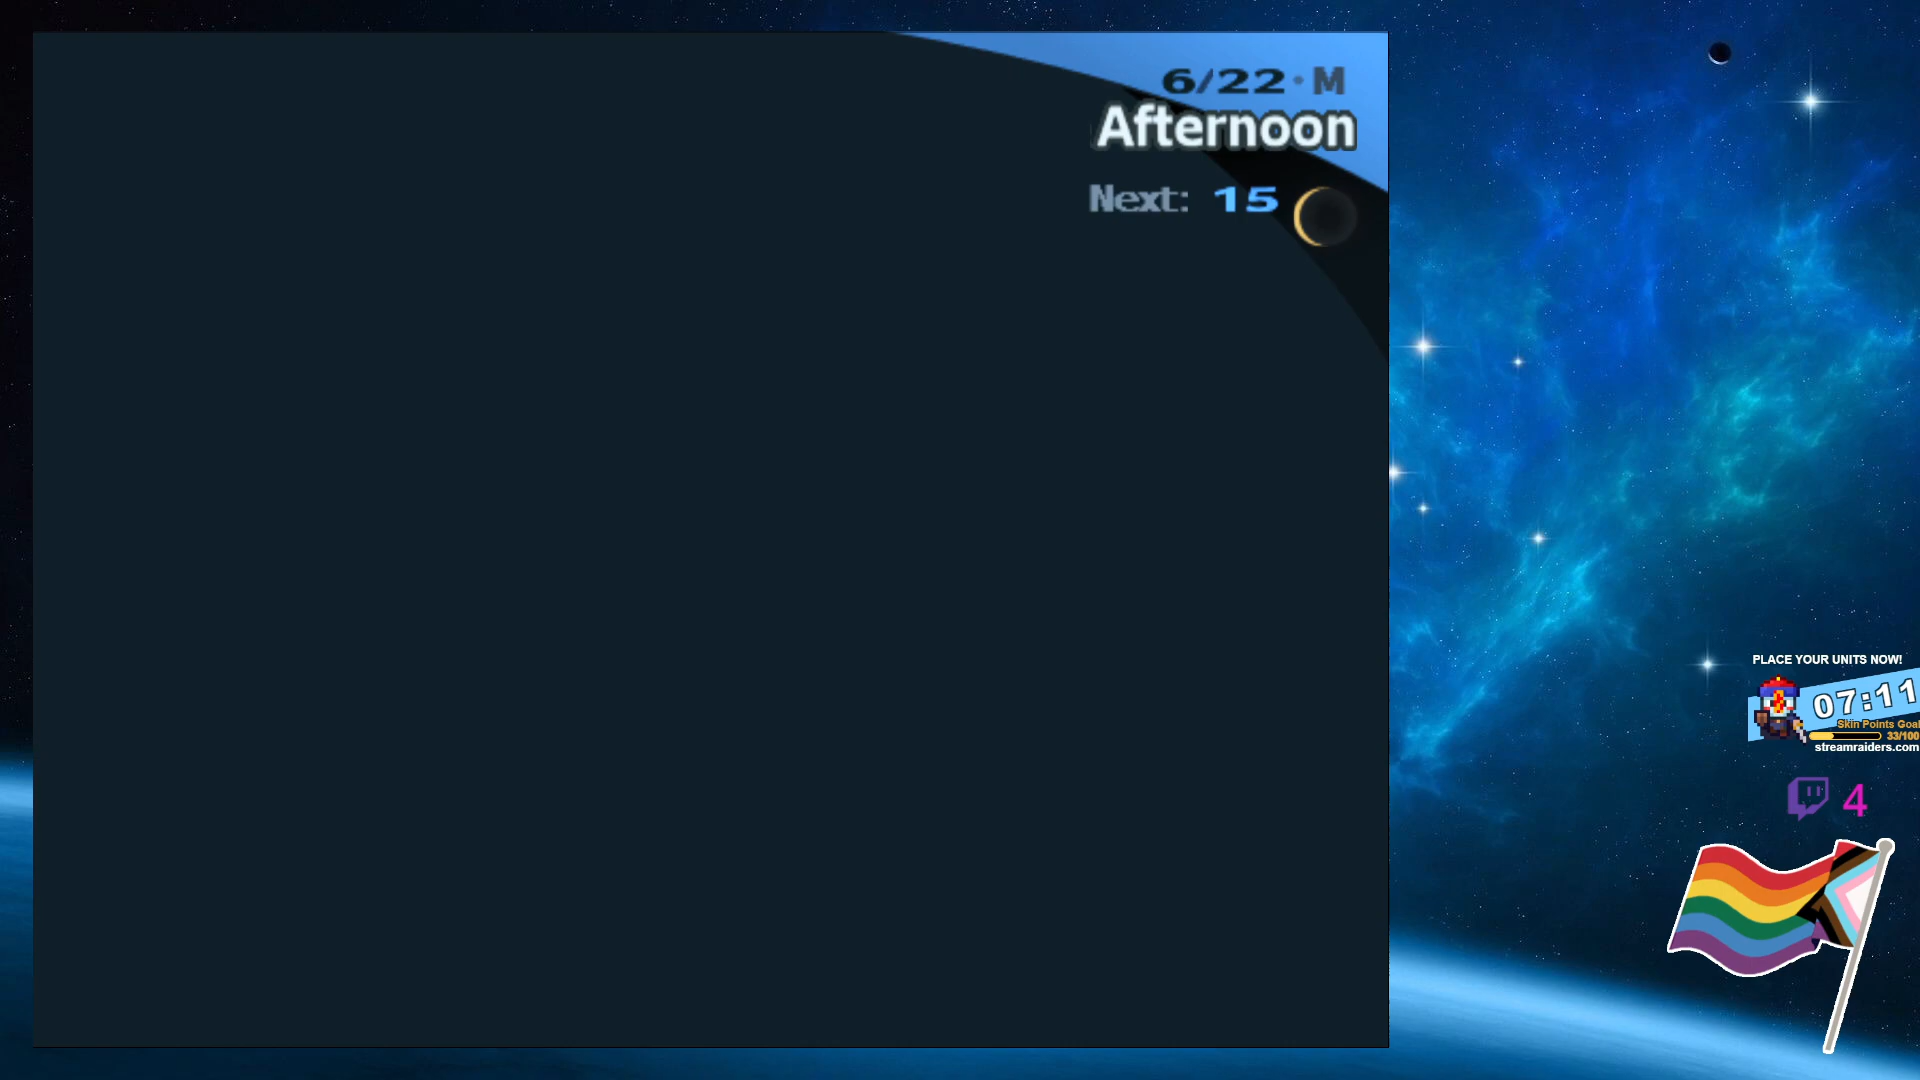 6/22·M
Afternoon
Next: 15
PLACE YOUR UNITS NOW!
07:11
Skin Points Goal
33/100
streamraiders.com
4